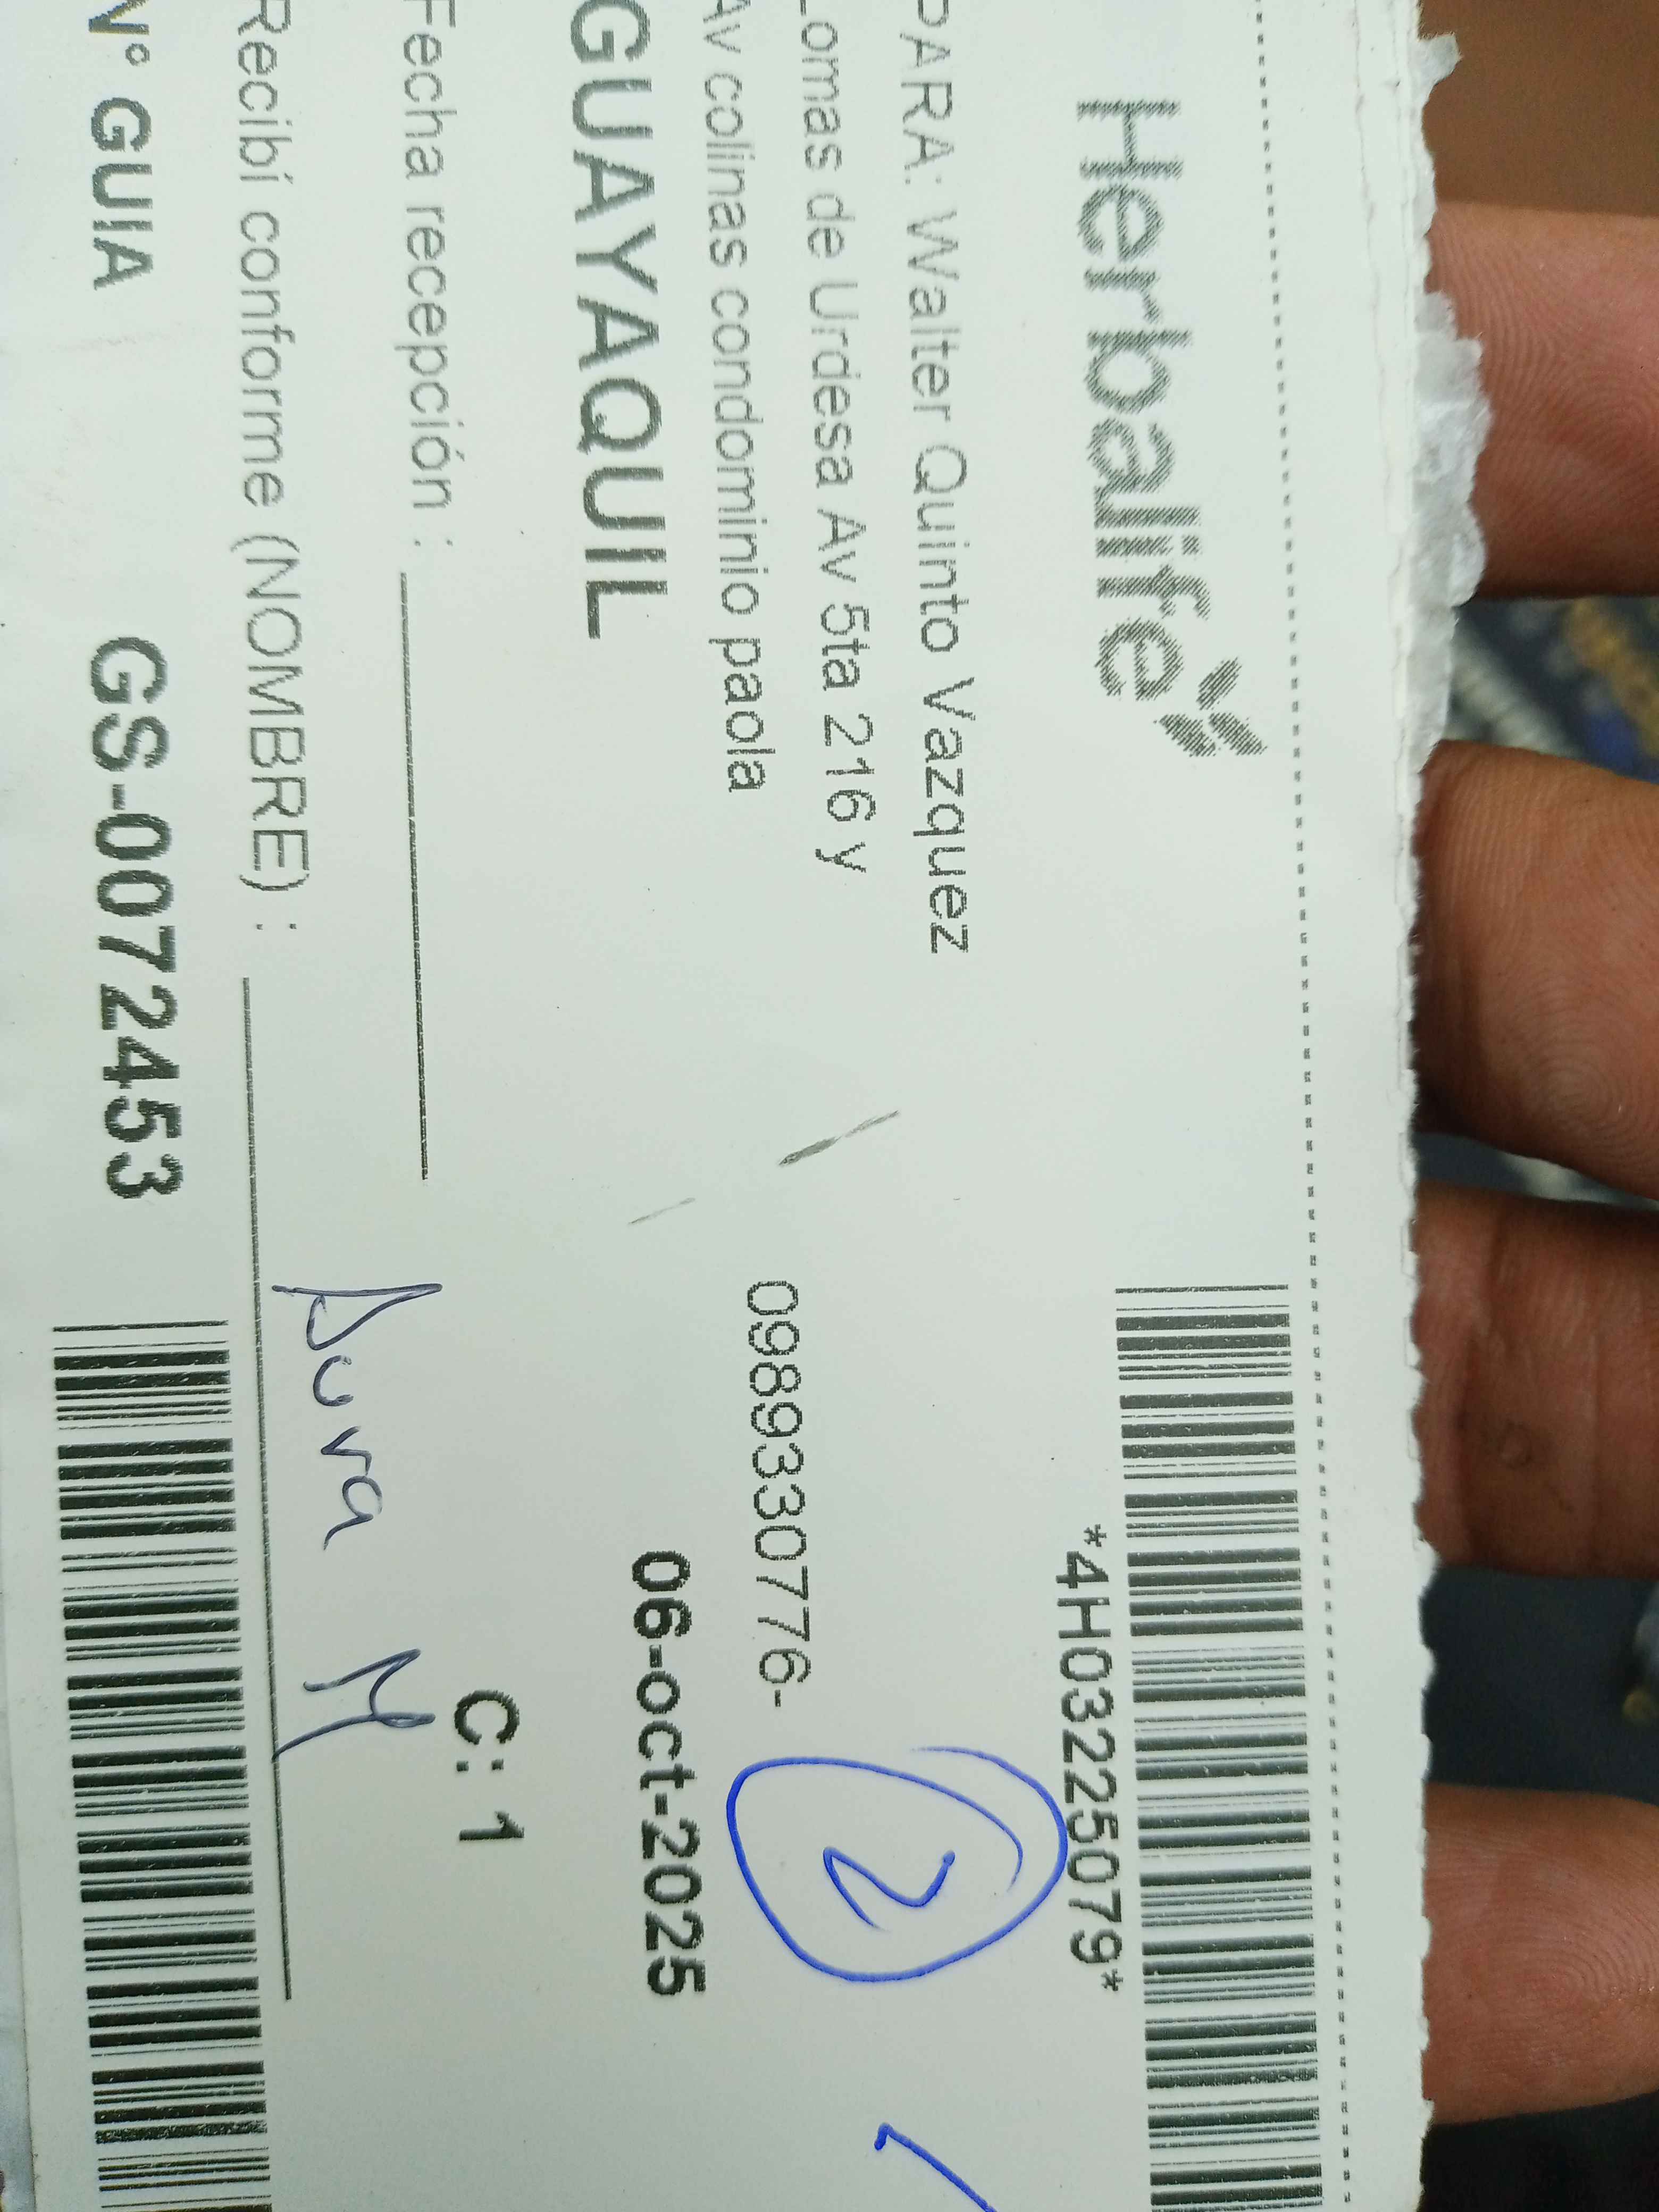 Herbalife
*4H03225079*
PARA: Walter Quinto Vazquez
Lomas de Urdesa Av 5ta 216 y
2
Av colinas condominio paola
0989330776-
GUAYAQUIL
06-oct-2025
Fecha recepción :
C: 1
Recibí conforme (NOMBRE) :
N° GUIA
GS-0072453